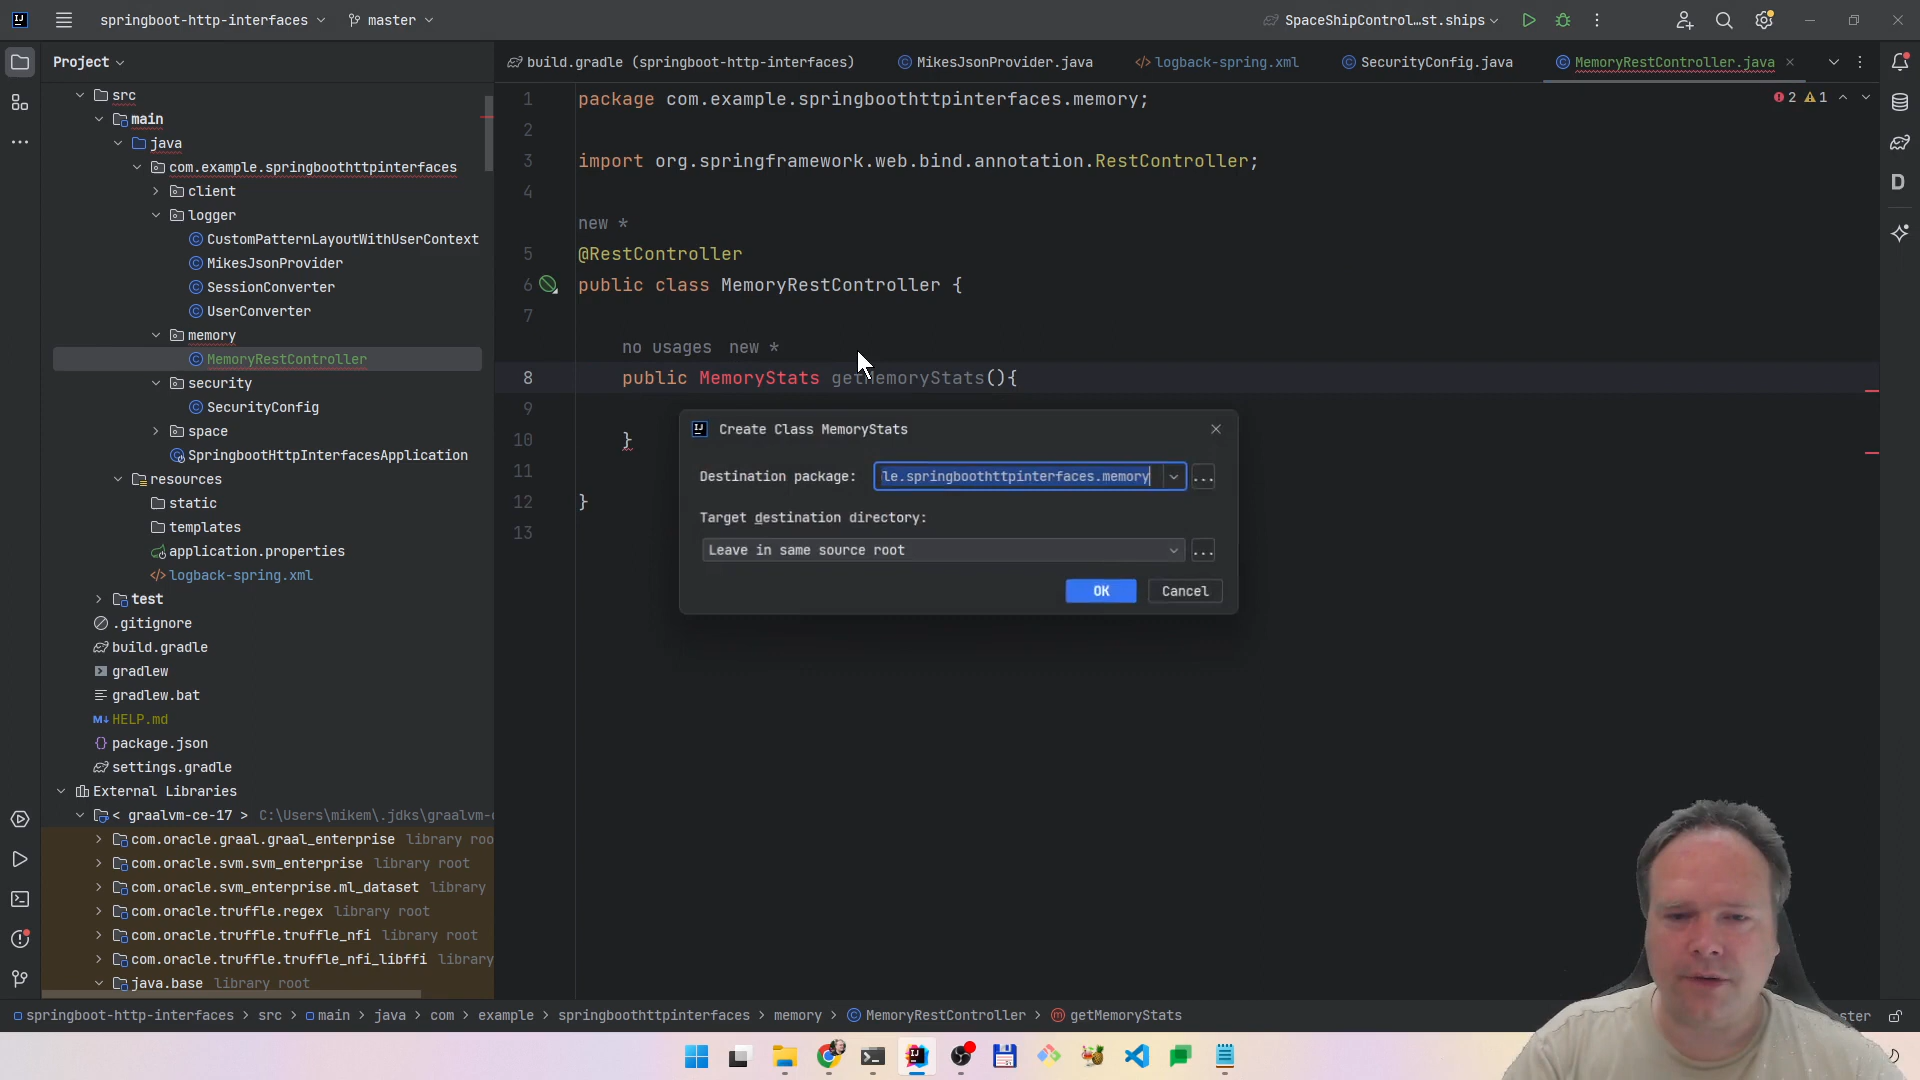 springboot-http-interfaces
master
SpaceShipControl...st.ships
Project
build.gradle (springboot-http-interfaces)
MikesJsonProvider.java
logback-spring.xml
SecurityConfig.java
MemoryRestController.java
src
main
java
com.example.springboothttpinterfaces
client
logger
CustomPatternLayoutWithUserContext
MikesJsonProvider
SessionConverter
UserConverter
memory
MemoryRestController
security
SecurityConfig
space
SpringbootHttpInterfacesApplication
resources
static
templates
application.properties
logback-spring.xml
test
.gitignore
build.gradle
gradlew
gradlew.bat
HELP.md
package.json
settings.gradle
External Libraries
< graalvm-ce-17 > C:\Users\mikem\.jdks\graalvm-c
com.oracle.graal.graal_enterprise library roo
com.oracle.svm.svm_enterprise library root
com.oracle.svm_enterprise.ml_dataset library
com.oracle.truffle.regex library root
com.oracle.truffle.truffle_nfi library root
com.oracle.truffle.truffle_nfi_libffi library
java.base library root
2 1
1 package com.example.springboothttpinterfaces.memory;
2
3 import org.springframework.web.bind.annotation.RestController;
4
new *
5 @RestController
6 public class MemoryRestController {
7
no usages new *
8 public MemoryStats getMemoryStats(){
9
10 }
11
12 }
13
Create Class MemoryStats
Destination package: le.springboothttpinterfaces.memory
Target destination directory:
Leave in same source root
OK Cancel
springboot-http-interfaces > src > main > java > com > example > springboothttpinterfaces > memory > MemoryRestController > getMemoryStats